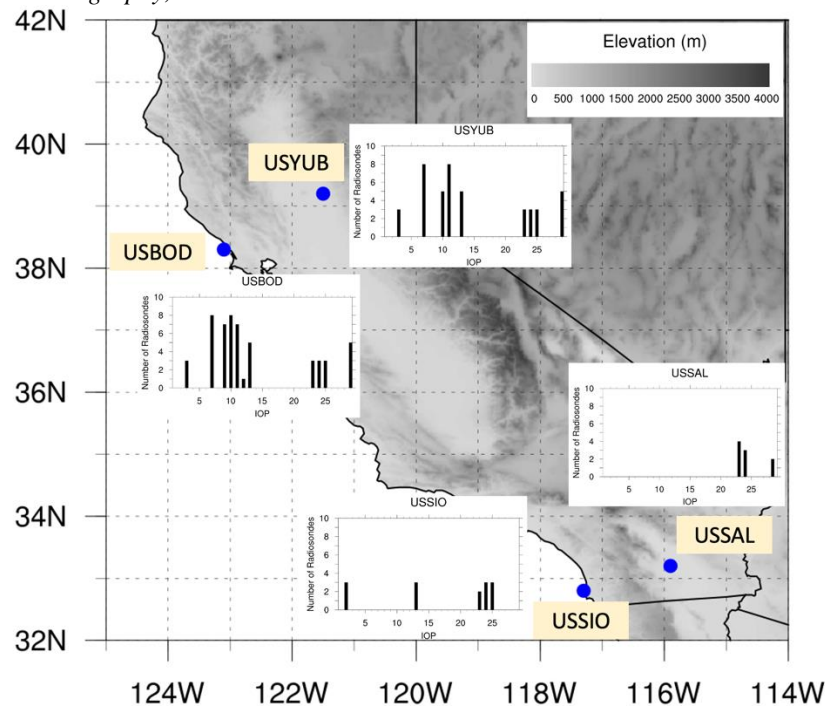 42N
Elevation (m)
0 500 1000 1500 2000 2500 3000 3500 4000
40N
USYUB
USYUB
Number of Radiosondes
10
8
6
4
2
0
5 15 20 25
IOP
USBOD
38N
USBOD
Number of Radiosondes
10
8
6
4
2
0
5 10 15 20 25
IOP
36N
USSAL
Number of Radiosondes
10
8
6
4
2
0
5 10 15 20 25
IOP
34N
USSIO
Number of Radiosondes
10
8
6
4
2
0
5 10 15 20 25
IOP
USSAL
USSIO
32N
124W 122W 120W 118W 116W 114W